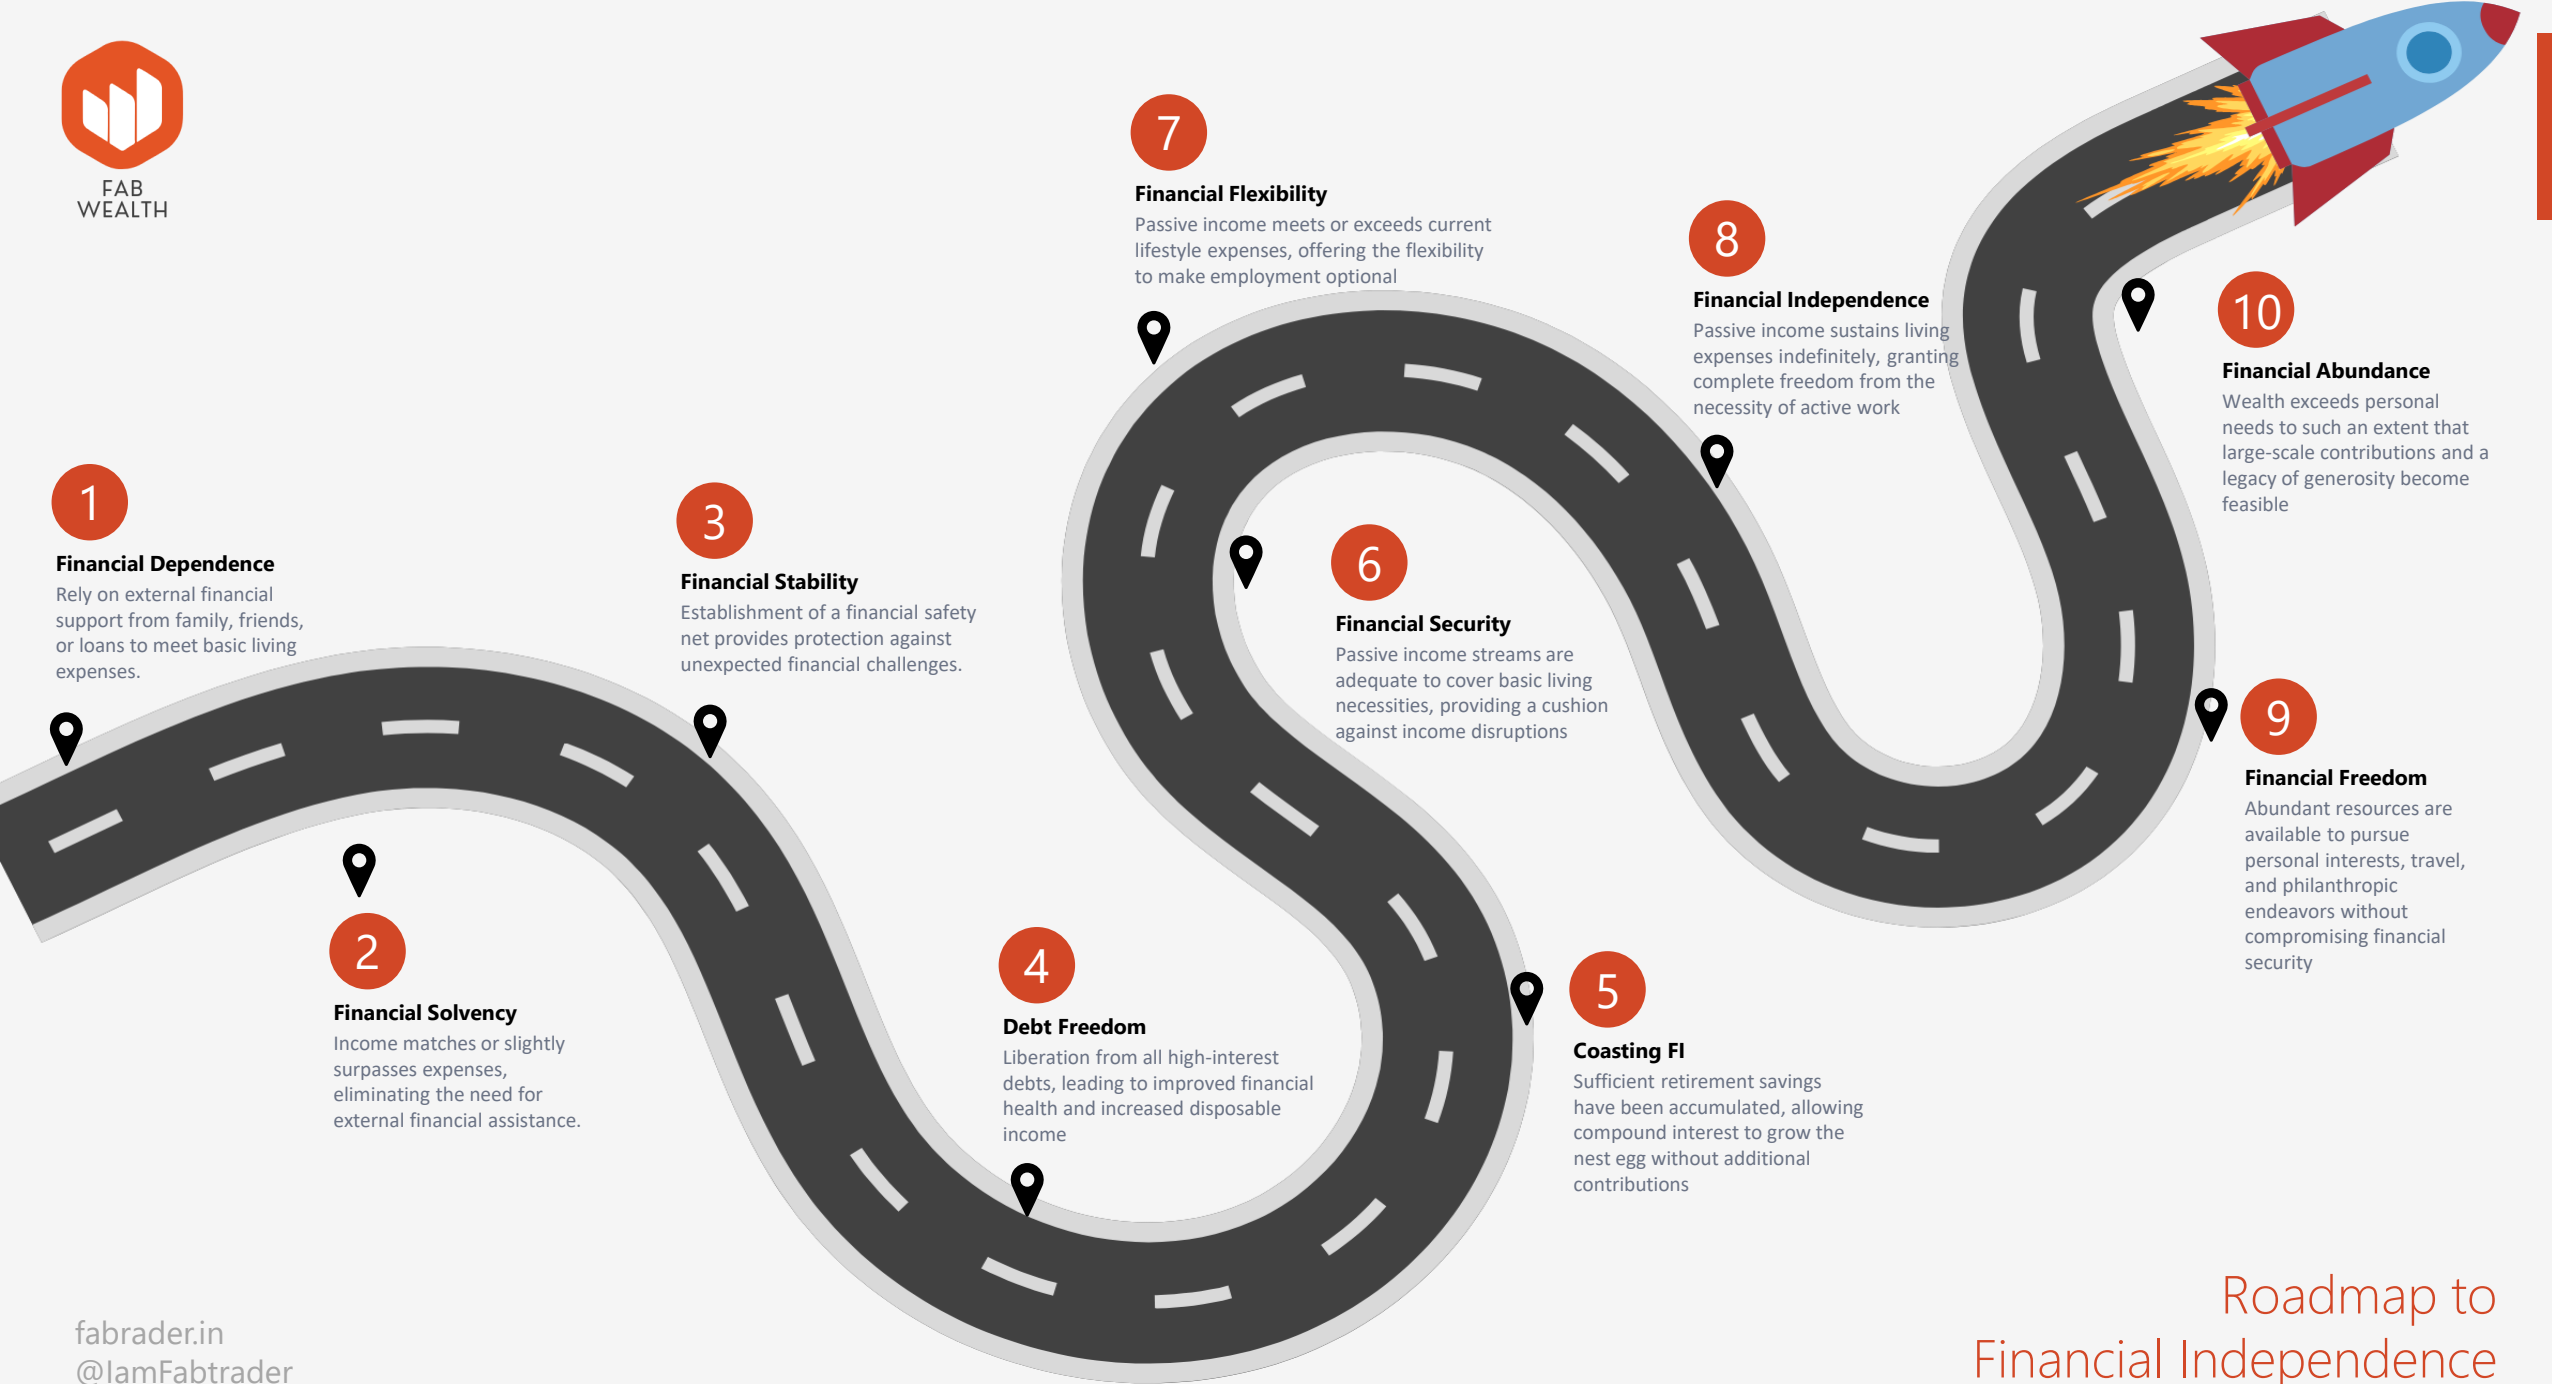 FAB
WEALTH
1
Financial Dependence
Rely on external financial
support from family, friends,
or loans to meet basic living
expenses.
2
Financial Solvency
Income matches or slightly
surpasses expenses,
eliminating the need for
external financial assistance.
3
Financial Stability
Establishment of a financial safety
net provides protection against
unexpected financial challenges.
4
Debt Freedom
Liberation from all high-interest
debts, leading to improved financial
health and increased disposable
income
5
Coasting FI
Sufficient retirement savings
have been accumulated, allowing
compound interest to grow the
nest egg without additional
contributions
6
Financial Security
Passive income streams are
adequate to cover basic living
necessities, providing a cushion
against income disruptions
7
Financial Flexibility
Passive income meets or exceeds current
lifestyle expenses, offering the flexibility
to make employment optional
8
Financial Independence
Passive income sustains living
expenses indefinitely, granting
complete freedom from the
necessity of active work
9
Financial Freedom
Abundant resources are
available to pursue
personal interests, travel,
and philanthropic
endeavors without
compromising financial
security
10
Financial Abundance
Wealth exceeds personal
needs to such an extent that
large-scale contributions and a
legacy of generosity become
feasible
fabrader.in
@IamFabtrader
Roadmap to
Financial Independence